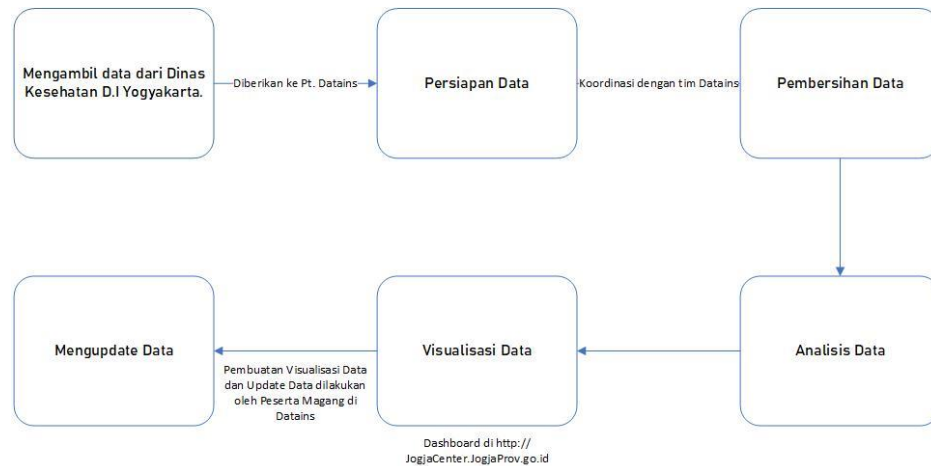 Mengambil data dari Dinas
Kesehatan D.I Yogyakarta.
Diberikan ke Pt. Datains
Persiapan Data
Koordinasi dengan tim Datains
Pembersihan Data
Mengupdate Data
Visualisasi Data
Analisis Data
Pembuatan Visualisasi Data
dan Update Data dilakukan
oleh Peserta Magang di
Datains
Dashboard di http://
JogjaCenter.JogjaProv.go.id